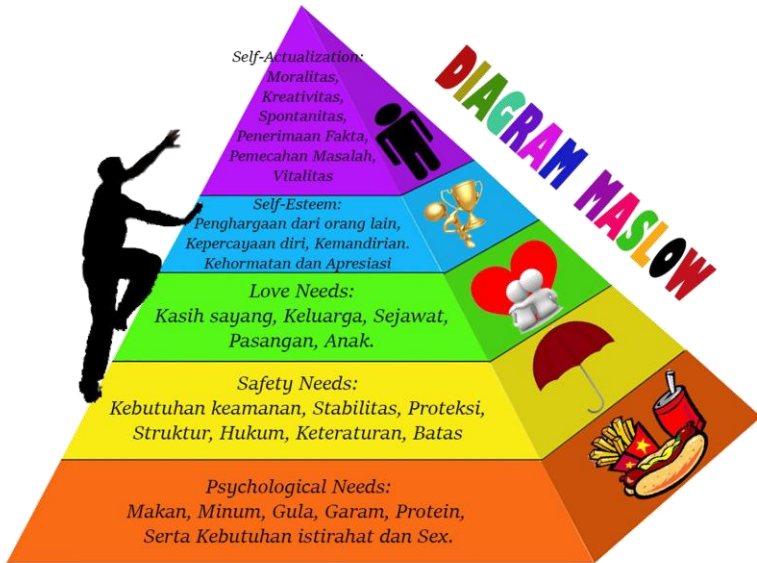 Self-Actualization:
Moralitas,
Kreativitas,
Spontanitas,
Penerimaan Fakta,
Pemecahan Masalah,
Vitalitas
DIAGRAM MASLOW
Self-Esteem:
Penghargaan dari orang lain,
Kepercayaan diri, Kemandirian.
Kehormatan dan Apresiasi
Love Needs:
Kasih sayang, Keluarga, Sejawat,
Pasangan, Anak.
Safety Needs:
Kebutuhan keamanan, Stabilitas, Proteksi,
Struktur, Hukum, Keteraturan, Batas
Psychological Needs:
Makan, Minum, Gula, Garam, Protein,
Serta Kebutuhan istirahat dan Sex.